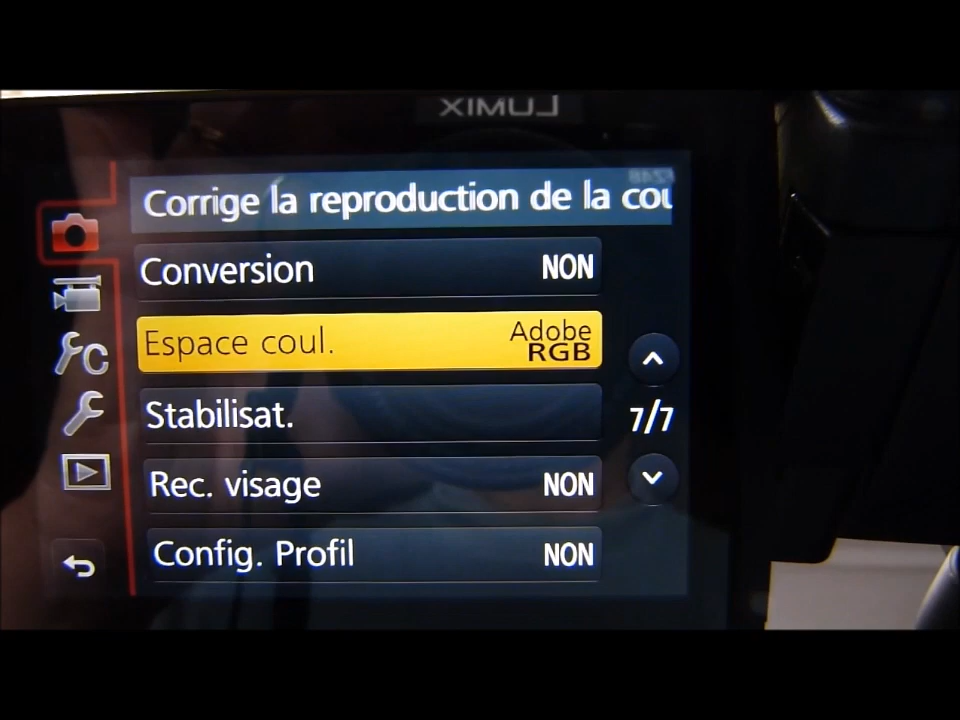 LUMIX
Corrige la reproduction de la cou
Conversion NON
Espace coul. Adobe RGB
Stabilisat.
7/7
Rec. visage NON
Config. Profil NON